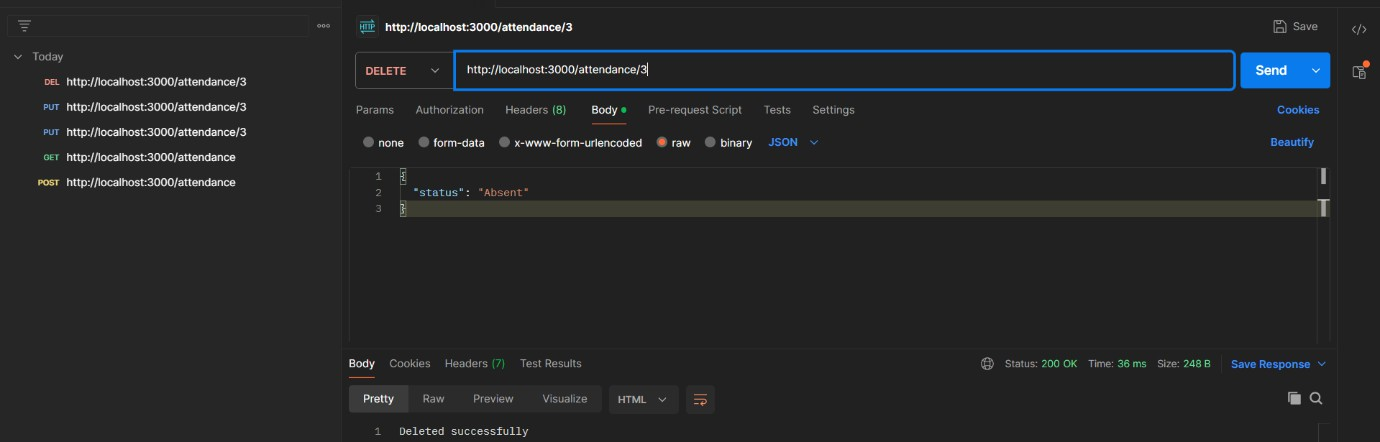 HTTP http://localhost:3000/attendance/3 Save </>
Today
DEL http://localhost:3000/attendance/3
PUT http://localhost:3000/attendance/3
PUT http://localhost:3000/attendance/3
GET http://localhost:3000/attendance
POST http://localhost:3000/attendance
DELETE http://localhost:3000/attendance/3 Send
Params Authorization Headers (8) Body Pre-request Script Tests Settings Cookies
none form-data x-www-form-urlencoded raw binary JSON Beautify
1 {
2 "status": "Absent"
3 }
Body Cookies Headers (7) Test Results Status: 200 OK Time: 36 ms Size: 248 B Save Response
Pretty Raw Preview Visualize HTML
1 Deleted successfully